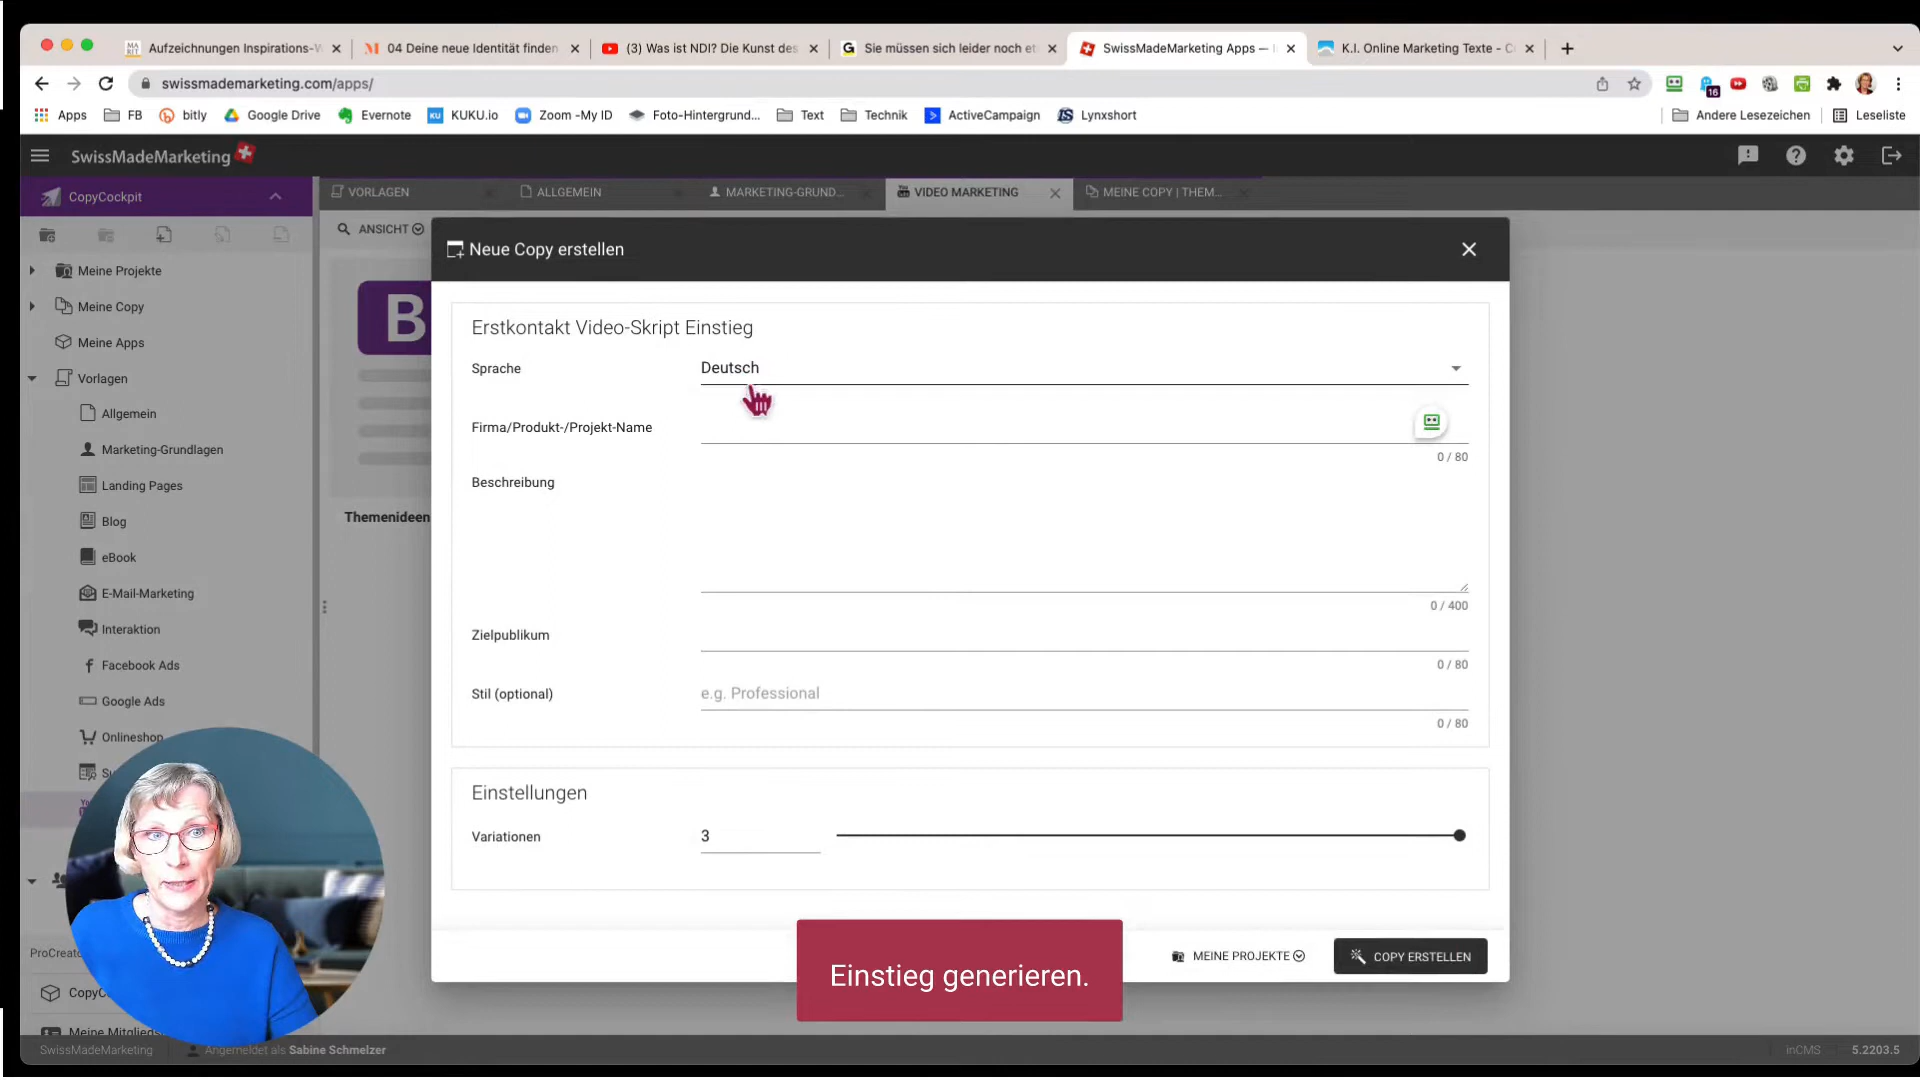 Aufzeichnungen Inspirations-W
04 Deine neue Identität finden
(3) Was ist NDI? Die Kunst des
Sie müssen sich leider noch et
SwissMadeMarketing Apps — I
K.I. Online Marketing Texte - C
swissmademarketing.com/apps/
16
Apps
FB
bitly
Google Drive
Evernote
KU
KUKU.io
Zoom -My ID
Foto-Hintergrund...
Text
Technik
ActiveCampaign
Lynxshort
Andere Lesezeichen
Leseliste
SwissMadeMarketing
CopyCockpit
VORLAGEN
ALLGEMEIN
MARKETING-GRUND...
VIDEO MARKETING
MEINE COPY | THEM...
ANSICHT
Neue Copy erstellen
Meine Projekte
Meine Copy
Meine Apps
Vorlagen
Allgemein
Marketing-Grundlagen
Landing Pages
Blog
eBook
E-Mail-Marketing
Interaktion
Facebook Ads
Google Ads
Onlineshop
B
Themenideen
Erstkontakt Video-Skript Einstieg
Sprache
Deutsch
Firma/Produkt-/Projekt-Name
0 / 80
Beschreibung
0 / 400
Zielpublikum
0 / 80
Stil (optional)
e.g. Professional
0 / 80
Einstellungen
Variationen
3
MEINE PROJEKTE
COPY ERSTELLEN
Einstieg generieren.
ProCreato
CopyC
Meine Mitglieds
SwissMadeMarketing
Angemeldet als Sabine Schmelzer
inCMS
5.2203.5